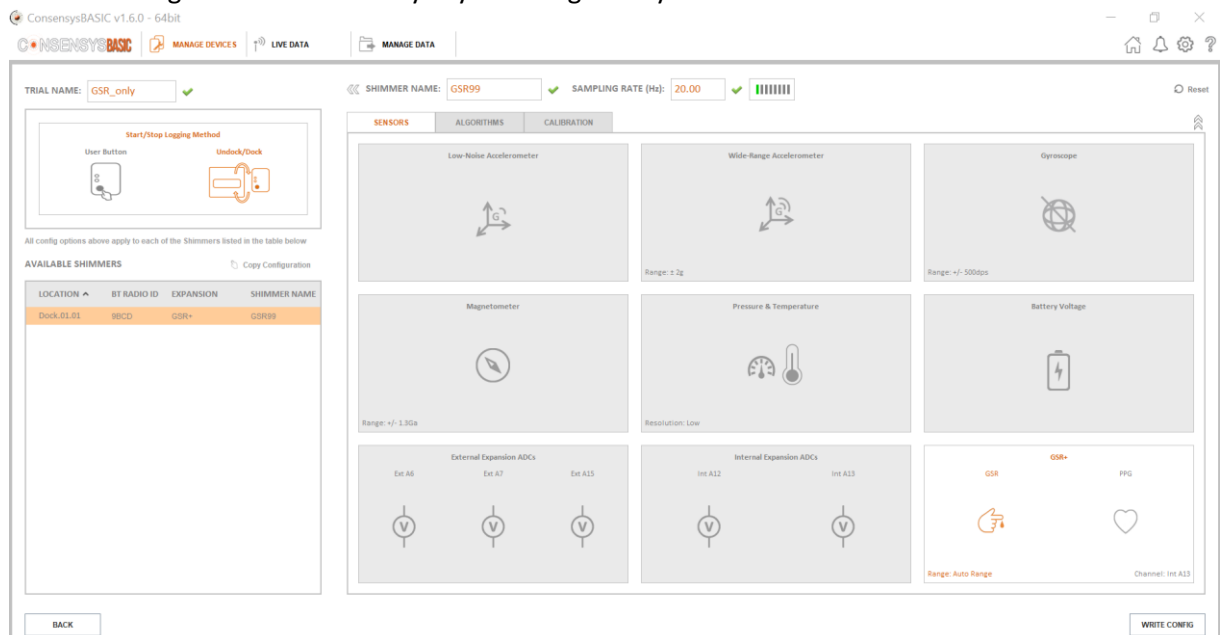 ConsensysBASIC v1.6.0 - 64bit
CONSENSYSBASIC MANAGE DEVICES LIVE DATA MANAGE DATA
TRIAL NAME: GSR_only
SHIMMER NAME: GSR99 SAMPLING RATE (Hz): 20.00 Reset
Start/Stop Logging Method
User Button Undock/Dock
All config options above apply to each of the Shimmers listed in the table below
AVAILABLE SHIMMERS Copy Configuration
LOCATION BT RADIO ID EXPANSION SHIMMER NAME
Dock.01.01 9BCD GSR+ GSR99
SENSORS ALGORITHMS CALIBRATION
Low-Noise Accelerometer
Wide-Range Accelerometer
Range: ± 2g
Gyroscope
Range: +/- 500dps
Magnetometer
Range: +/- 1.3Ga
Pressure & Temperature
Resolution: Low
Battery Voltage
External Expansion ADCs
Ext A6 Ext A7 Ext A15
Internal Expansion ADCs
Int A12 Int A13
GSR+
GSR PPG
Range: Auto Range Channel: Int A13
BACK WRITE CONFIG